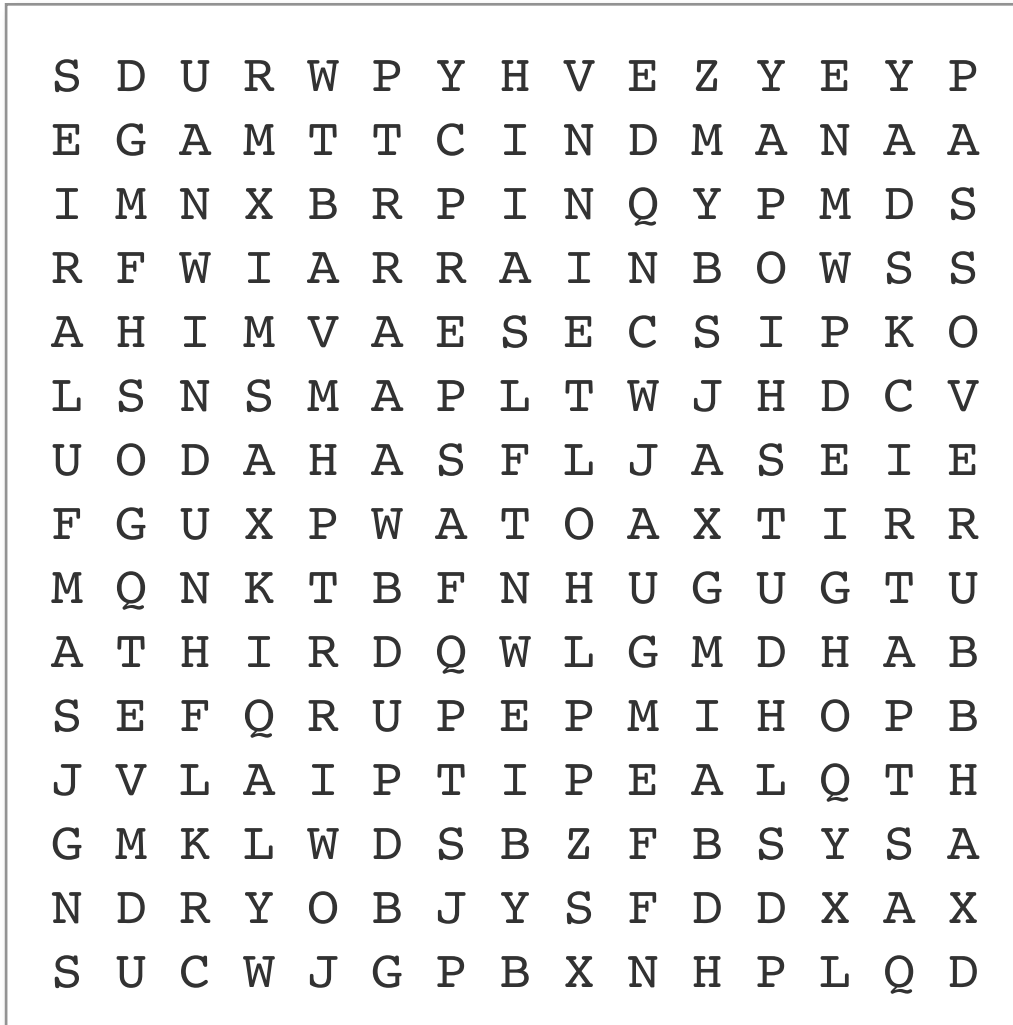 S D U R W P Y H V E Z Y E Y P
E G A M T T C I N D M A N A A
I M N X B R P I N Q Y P M D S
R F W I A R R A I N B O W S S
A H I M V A E S E C S I P K O
L S N S M A P L T W J H D C V
U O D A H A S F L J A S E I E
F G U X P W A T O A X T I R R
M Q N K T B F N H U G U G T U
A T H I R D Q W L G M D H A B
S E F Q R U P E P M I H O P B
J V L A I P T I P E A L Q T H
G M K L W D S B Z F B S Y S A
N D R Y O B J Y S F D D X A X
S U C W J G P B X N H P L Q D